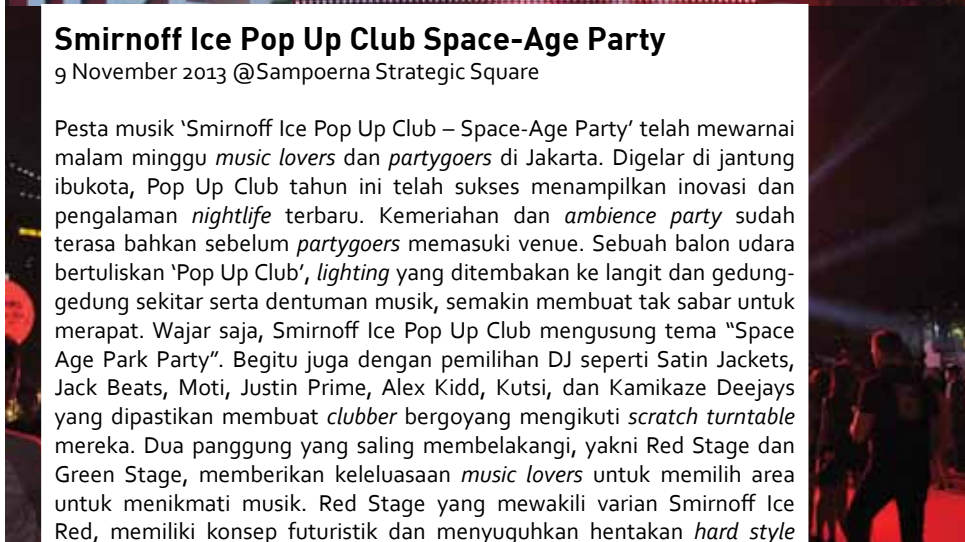 Smirnoff Ice Pop Up Club Space-Age Party
9 November 2013 @Sampoerna Strategic Square
Pesta musik ‘Smirnoff Ice Pop Up Club – Space-Age Party’ telah mewarnai
malam minggu music lovers dan partygoers di Jakarta. Digelar di jantung
ibukota, Pop Up Club tahun ini telah sukses menampilkan inovasi dan
pengalaman nightlife terbaru. Kemeriahan dan ambience party sudah
terasa bahkan sebelum partygoers memasuki venue. Sebuah balon udara
bertuliskan ‘Pop Up Club’, lighting yang ditembakan ke langit dan gedung-
gedung sekitar serta dentuman musik, semakin membuat tak sabar untuk
merapat. Wajar saja, Smirnoff Ice Pop Up Club mengusung tema “Space
Age Park Party”. Begitu juga dengan pemilihan DJ seperti Satin Jackets,
Jack Beats, Moti, Justin Prime, Alex Kidd, Kutsi, dan Kamikaze Deejays
yang dipastikan membuat clubber bergoyang mengikuti scratch turntable
mereka. Dua panggung yang saling membelakangi, yakni Red Stage dan
Green Stage, memberikan keleluasaan music lovers untuk memilih area
untuk menikmati musik. Red Stage yang mewakili varian Smirnoff Ice
Red, memiliki konsep futuristik dan menyuguhkan hentakan hard style